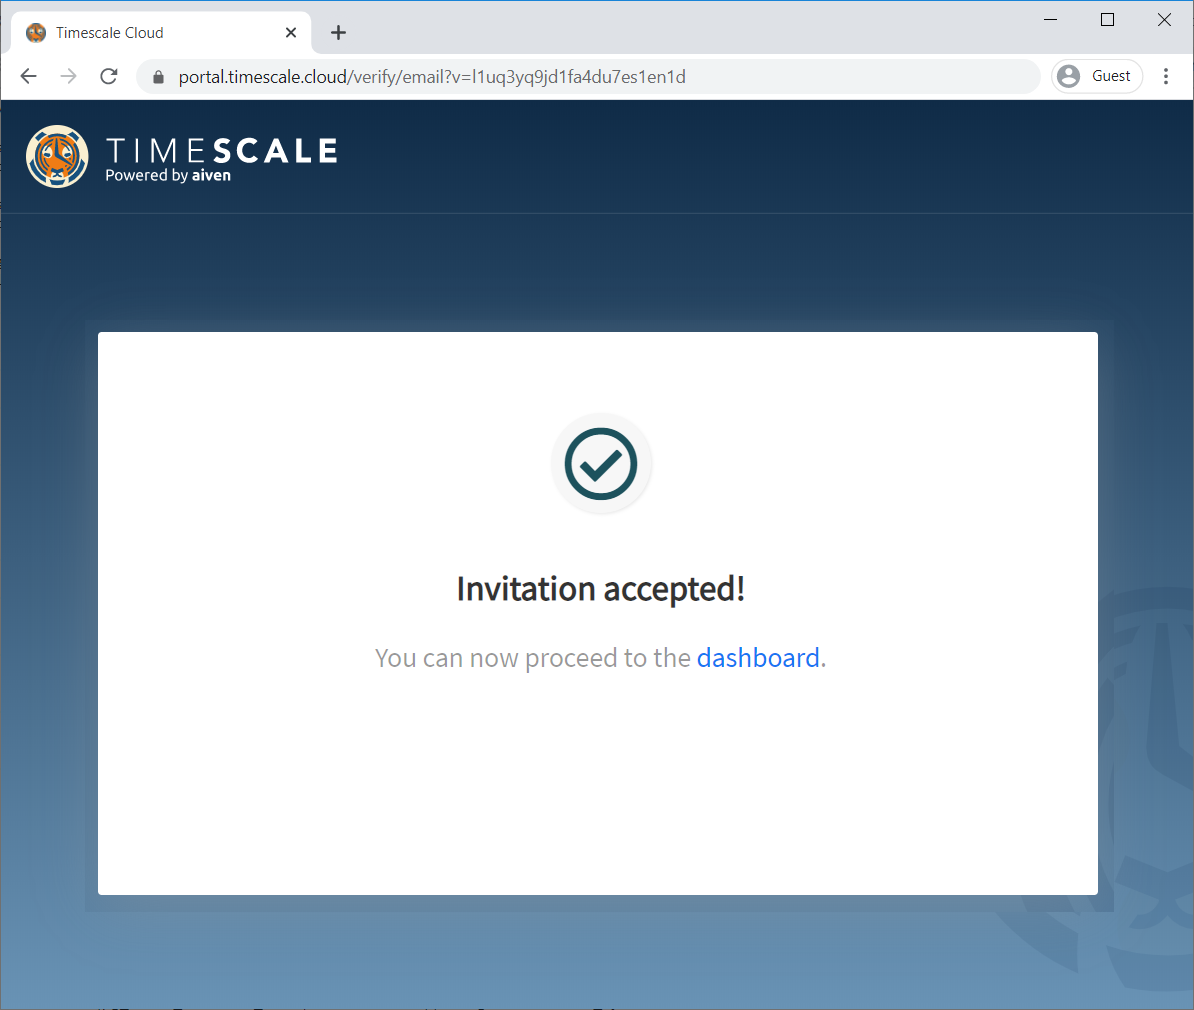 Timescale Cloud
portal.timescale.cloud/verify/email?v=l1uq3yq9jd1fa4du7es1en1d
Guest
TIMESCALE
Powered by aiven
Invitation accepted!
You can now proceed to the dashboard.